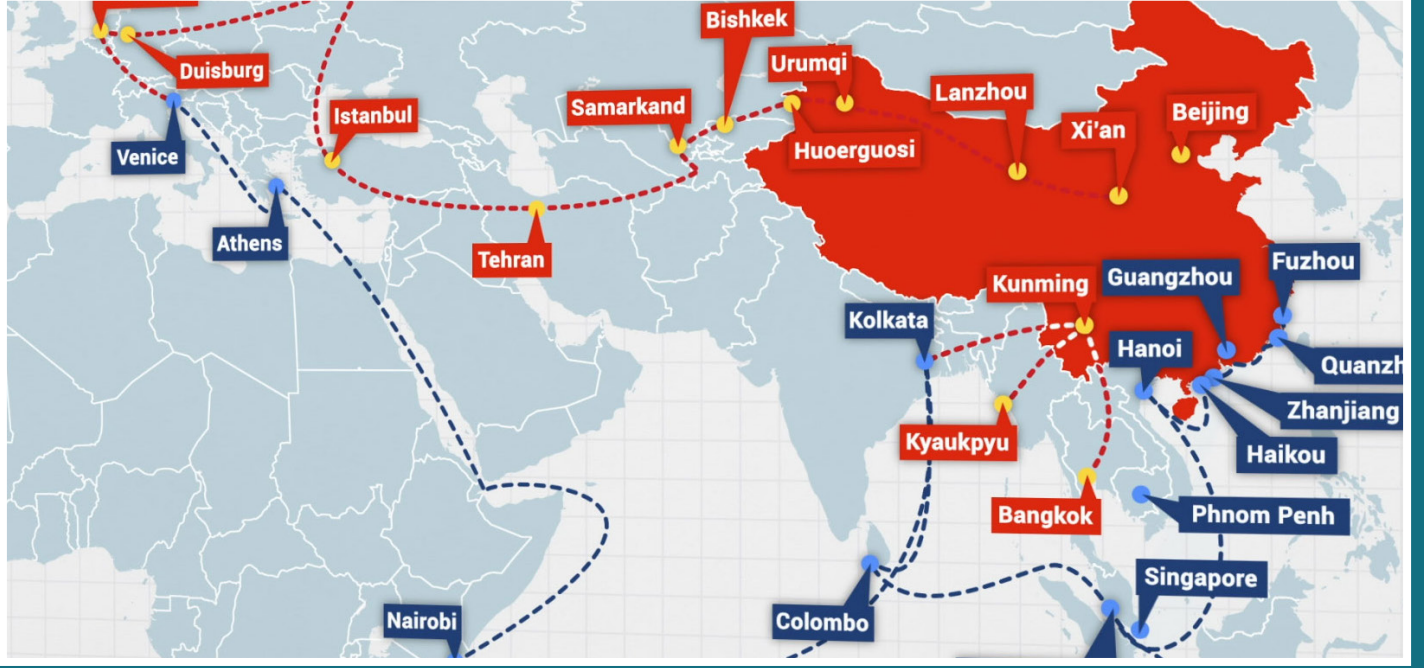 Bishkek
Duisburg
Urumqi
Samarkand
Lanzhou
Istanbul
Beijing
Xi'an
Huoerguosi
Venice
Athens
Tehran
Fuzhou
Guangzhou
Kunming
Kolkata
Hanoi
Quanzh
Zhanjiang
Kyaukpyu
Haikou
Bangkok
Phnom Penh
Singapore
Nairobi
Colombo